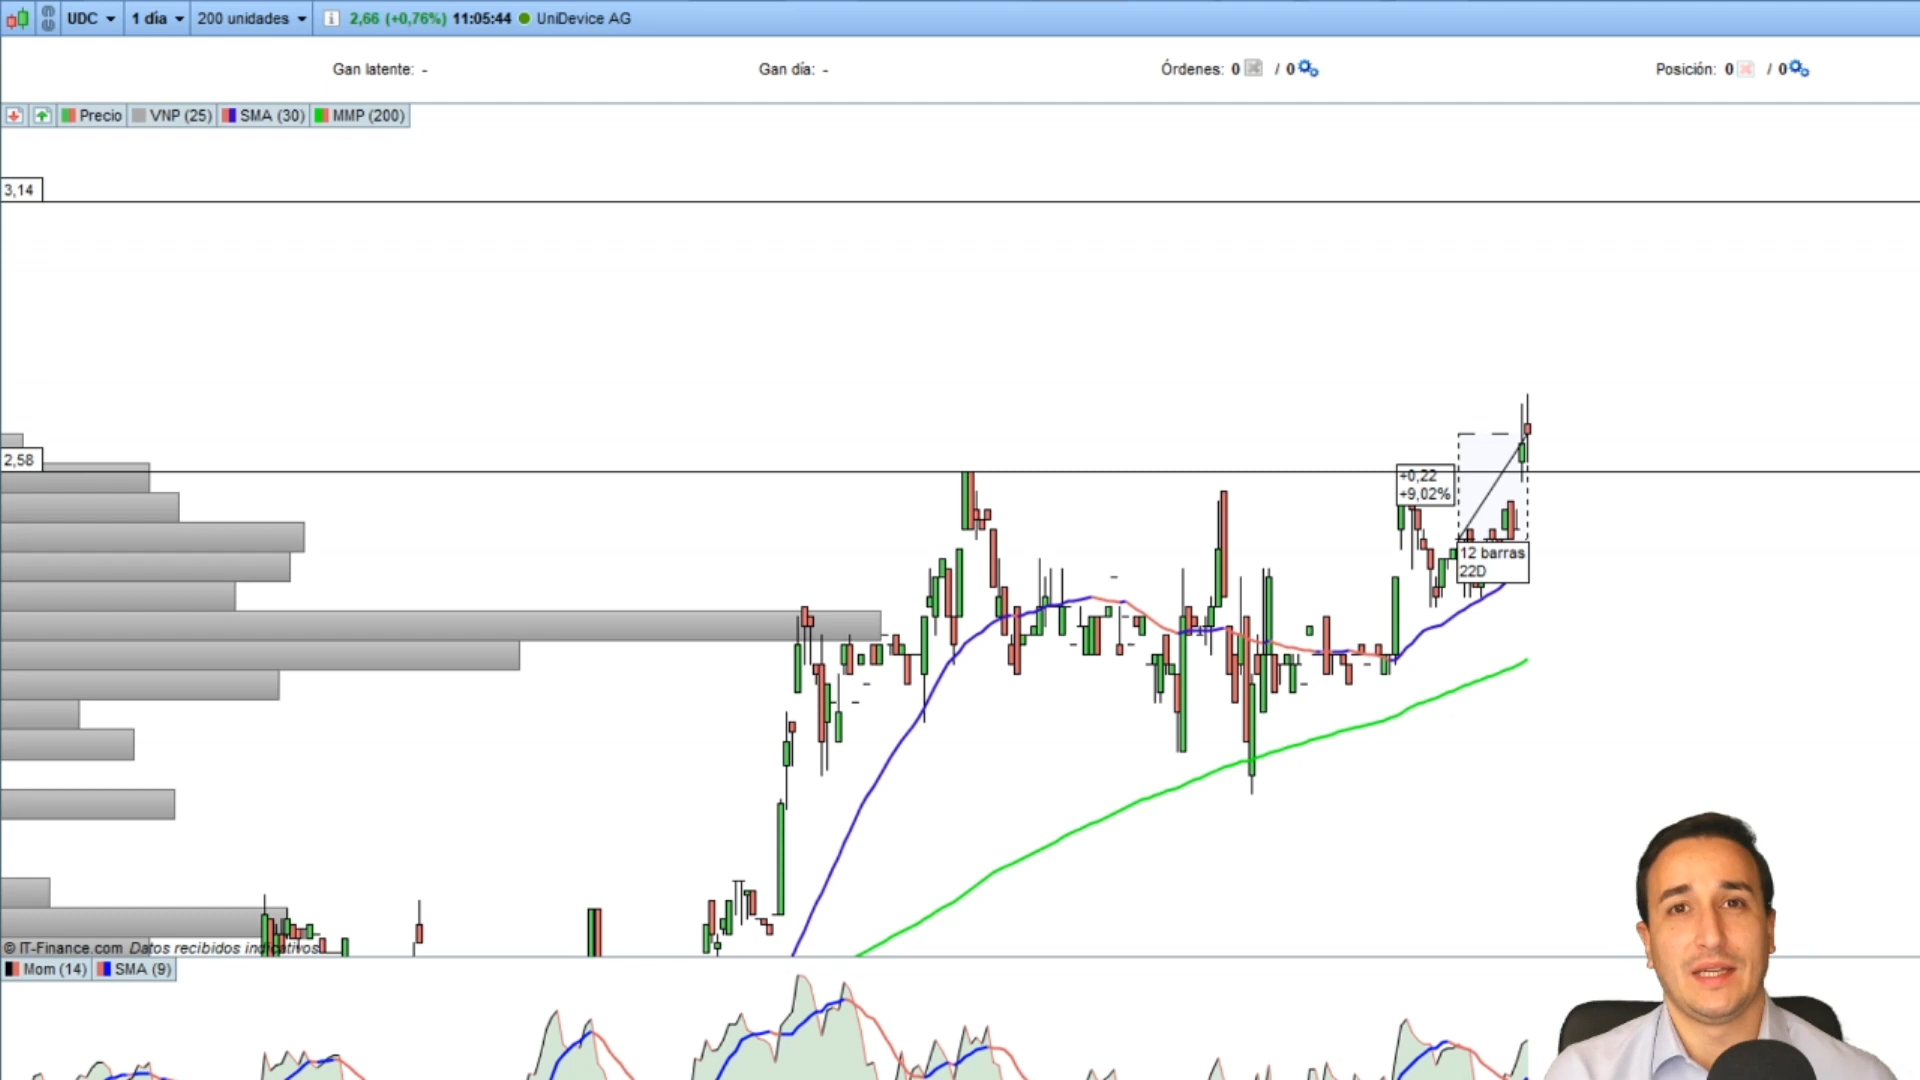 UDC 1 día 200 unidades 2,66 (+0,76%) 11:05:44 UniDevice AG
Gan latente: - Gan día: - Órdenes: 0 / 0 Posición: 0 / 0
Precio VNP (25) SMA (30) MMP (200)
3,14
2,58
+0,22
+9,02%
12 barras
22D
© IT-Finance.com Datos recibidos indicativos
Mom (14) SMA (9)